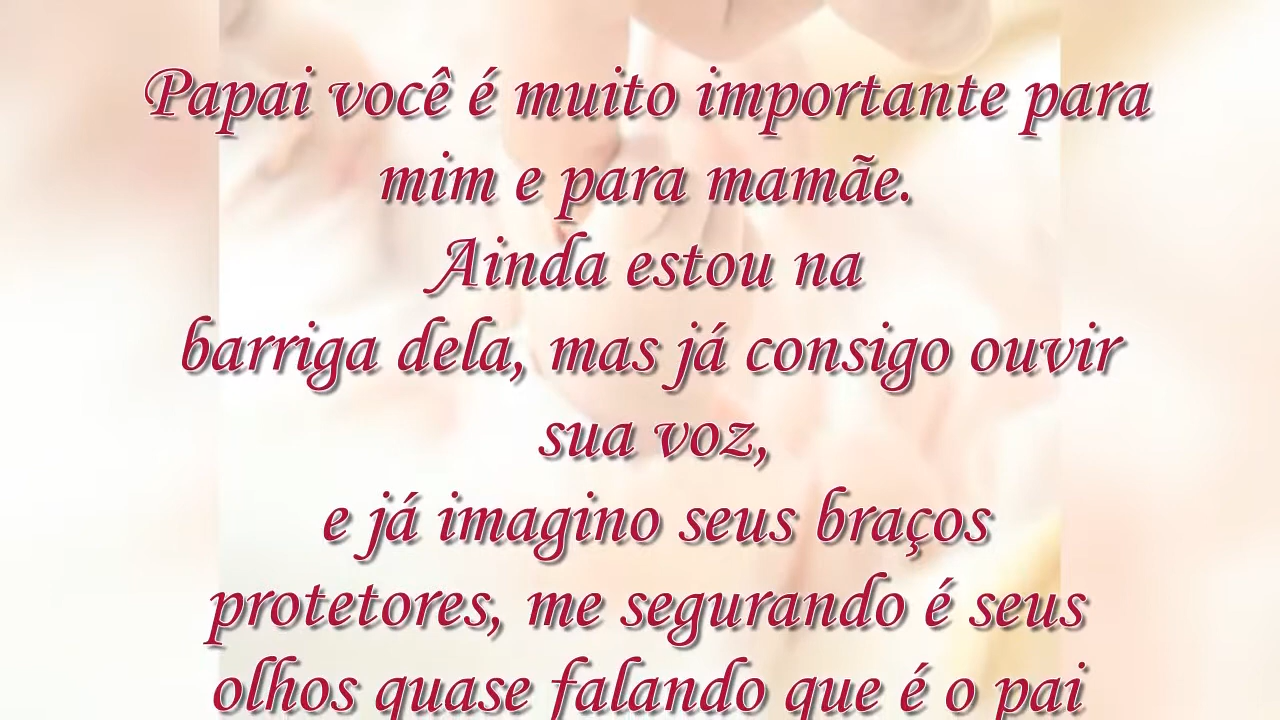 Papai você é muito importante para
mim e para mamãe.
Ainda estou na
barriga dela, mas já consigo ouvir
sua voz,
e já imagino seus braços
protetores, me segurando é seus
olhos quase falando que é o pai